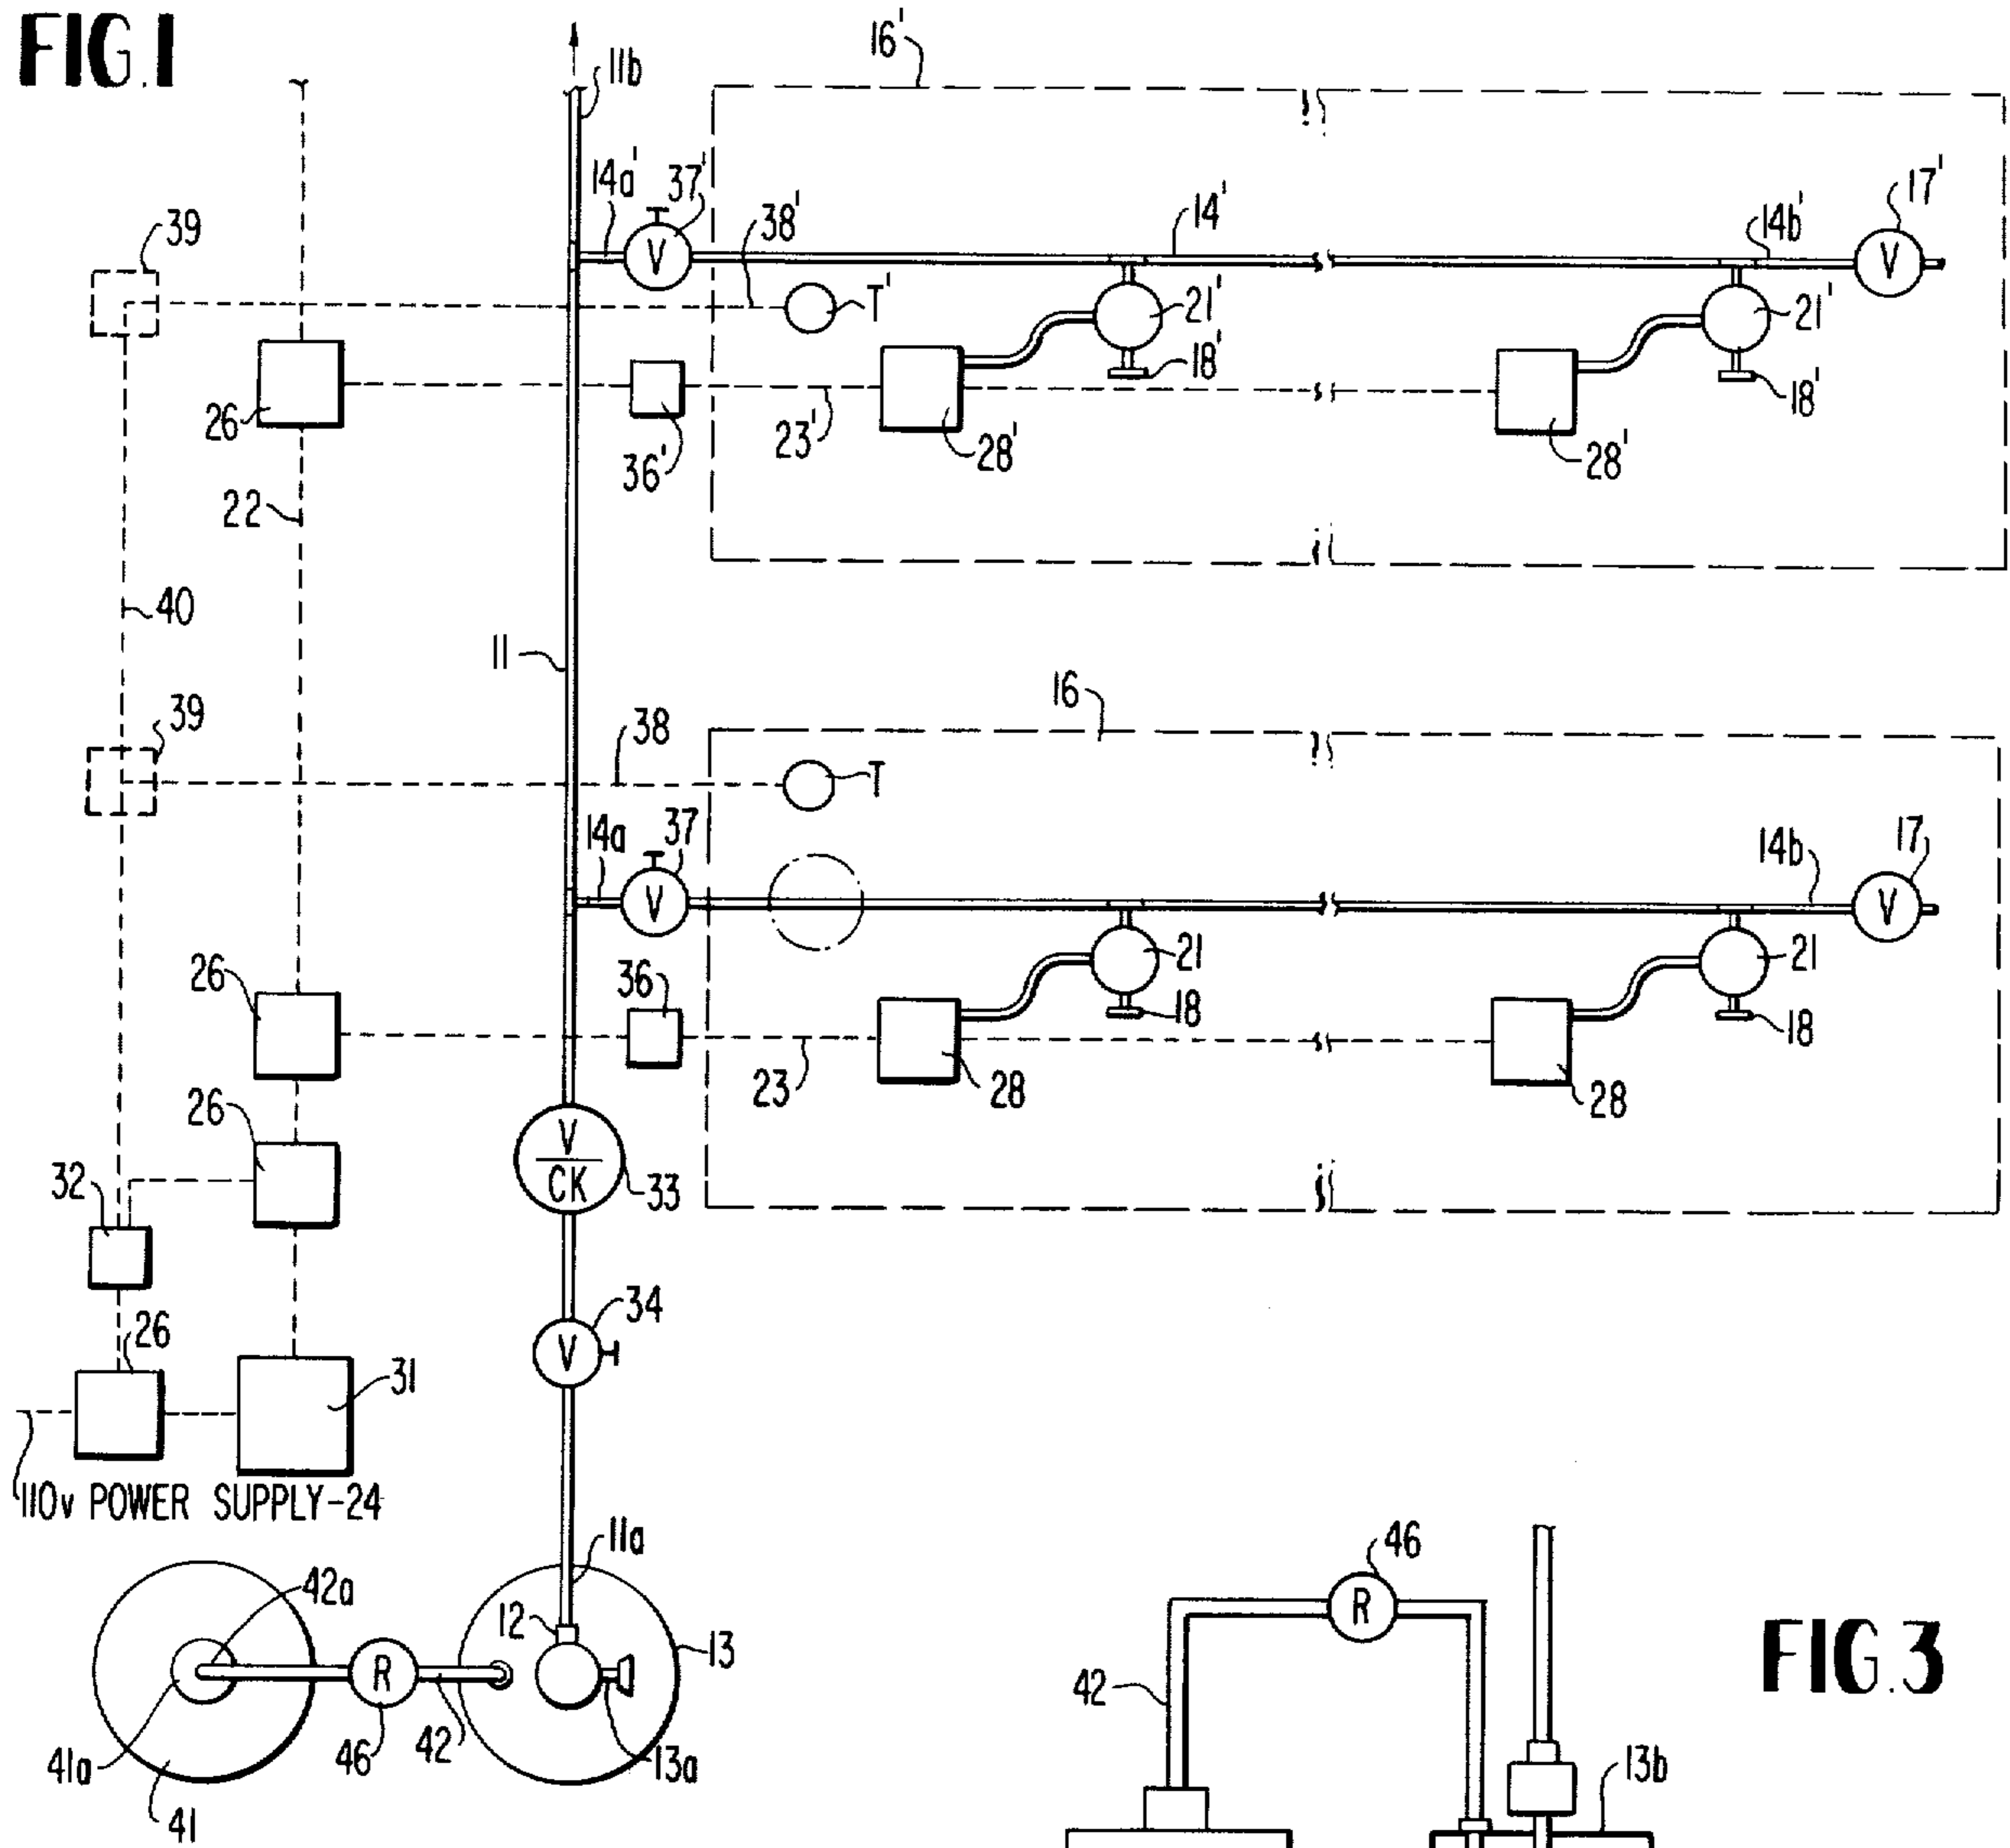 FIG.1
16'
11b
14a'
37'
38'
14'
14b'
17'
39
T'
21'
21'
18'
18'
26
23'
36'
28'
28'
22
40
11
39
16
38
T
14a
37
14b
17
26
36
21
21
18
18
23
28
28
26
V
V
V
V
V
CK
33
32
34
V
26
31
110v POWER SUPPLY-24
11a
42a
12
13
R
41a
46
42
13a
41
46
R
FIG.3
42
13b